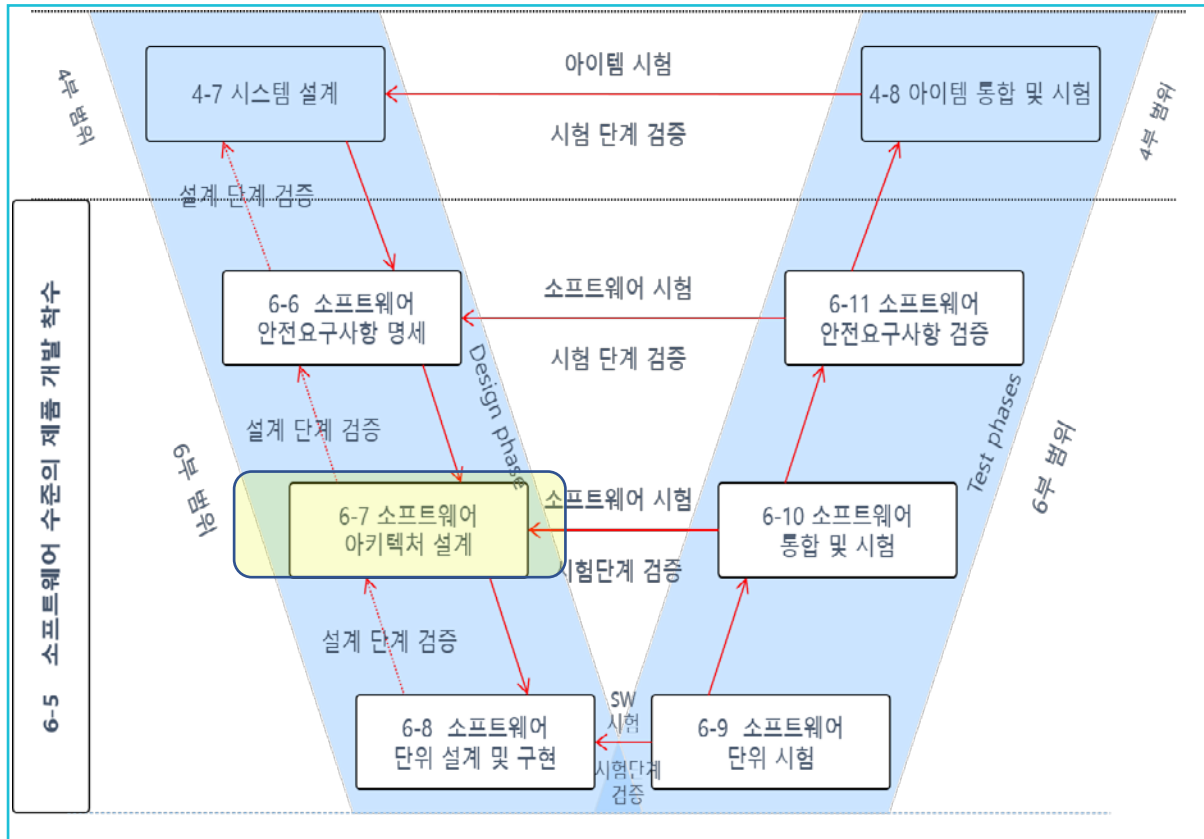 아이템 시험
4-7 시스템 설계
4-8 아이템 통합 및 시험
시험 단계 검증
4부 범위
4부 범위
설계 단계 검증
6-5 소프트웨어 수준의 제품 개발 착수
6-6 소프트웨어
안전요구사항 명세
소프트웨어 시험
시험 단계 검증
6-11 소프트웨어
안전요구사항 검증
Design phase
Test phases
설계 단계 검증
6부 범위
6부 범위
6-7 소프트웨어
아키텍처 설계
소프트웨어 시험
시험단계 검증
6-10 소프트웨어
통합 및 시험
설계 단계 검증
6-8 소프트웨어
단위 설계 및 구현
SW
시험
시험단계
검증
6-9 소프트웨어
단위 시험